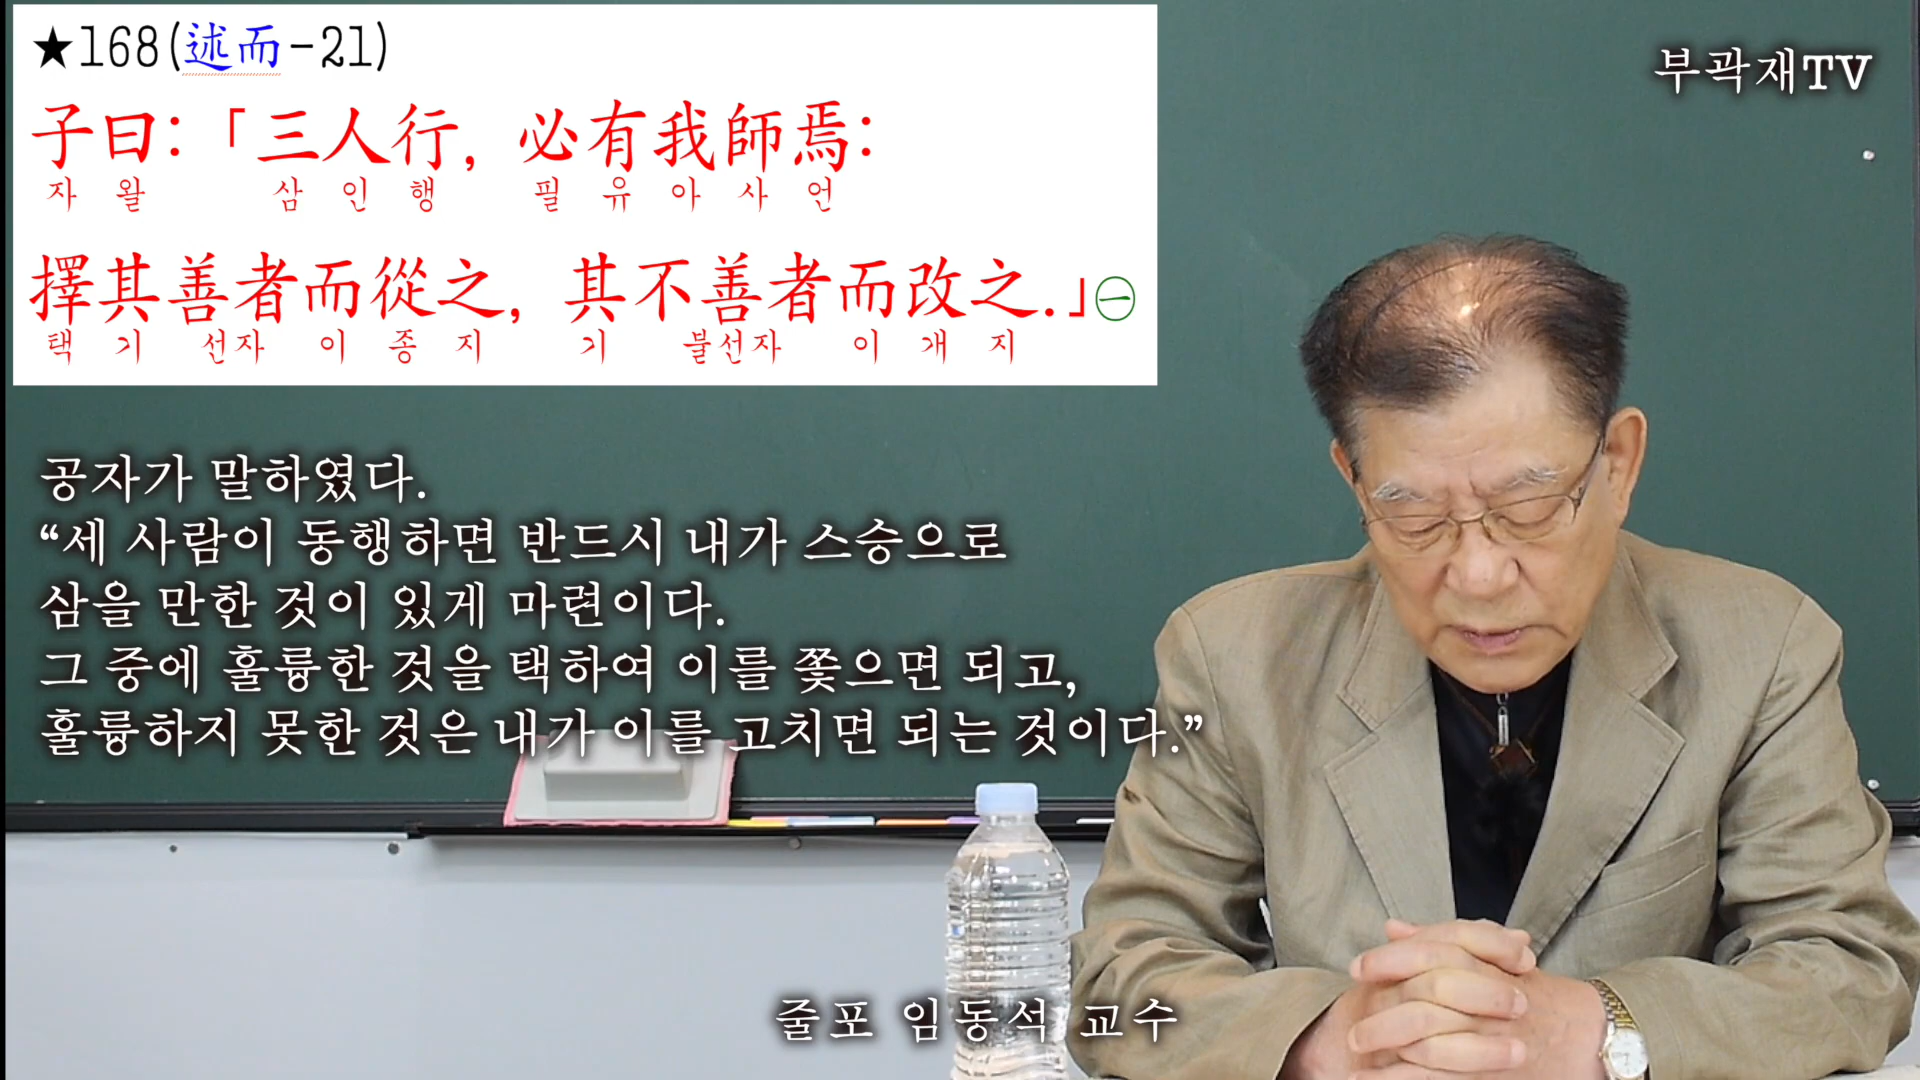 ★168(述而-21)
부곽재TV
子曰:「三人行, 必有我師焉:
자 왈 삼 인 행 필 유 아 사 언
擇其善者而從之, 其不善者而改之.」㊀
택 기 선자 이 종 지 기 불선자 이 개 지
공자가 말하였다.
“세 사람이 동행하면 반드시 내가 스승으로
삼을 만한 것이 있게 마련이다.
그 중에 훌륭한 것을 택하여 이를 쫓으면 되고,
훌륭하지 못한 것은 내가 이를 고치면 되는 것이다.”
줄포 임동석 교수